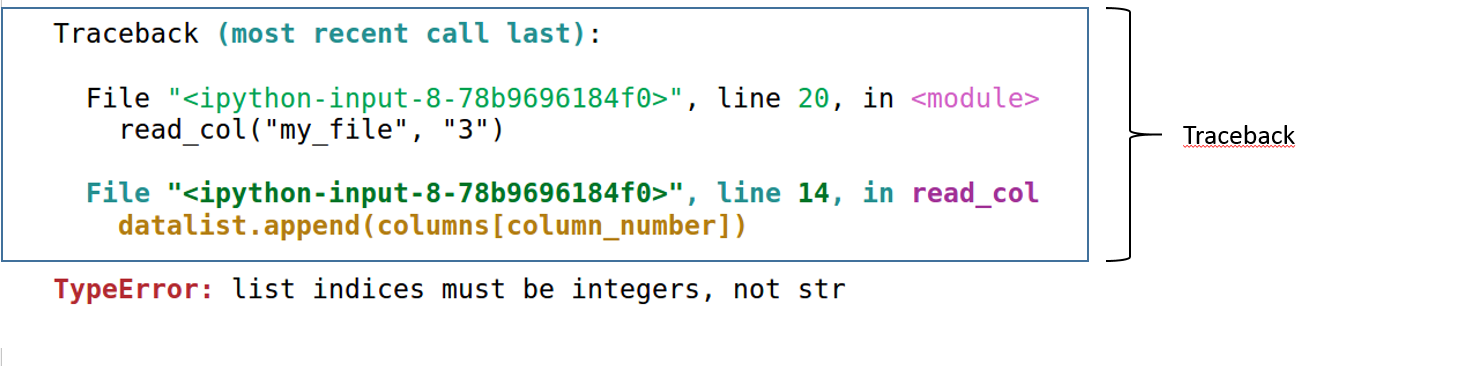 Traceback (most recent call last):
File "<ipython-input-8-78b9696184f0>", line 20, in <module>
read_col("my_file", "3")
File "<ipython-input-8-78b9696184f0>", line 14, in read_col
datalist.append(columns[column_number])
TypeError: list indices must be integers, not str
Traceback